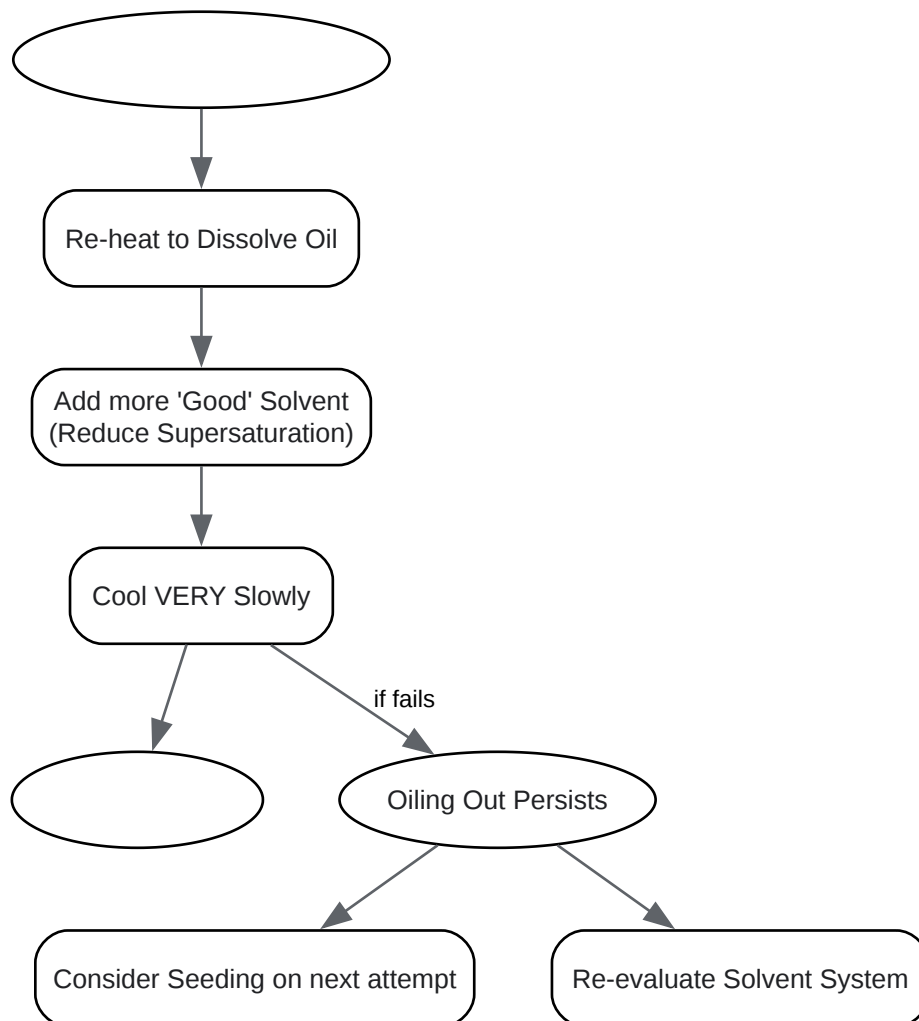 Re-heat to Dissolve Oil
Add more 'Good' Solvent
(Reduce Supersaturation)
Cool VERY Slowly
if fails
Oiling Out Persists
Consider Seeding on next attempt
Re-evaluate Solvent System